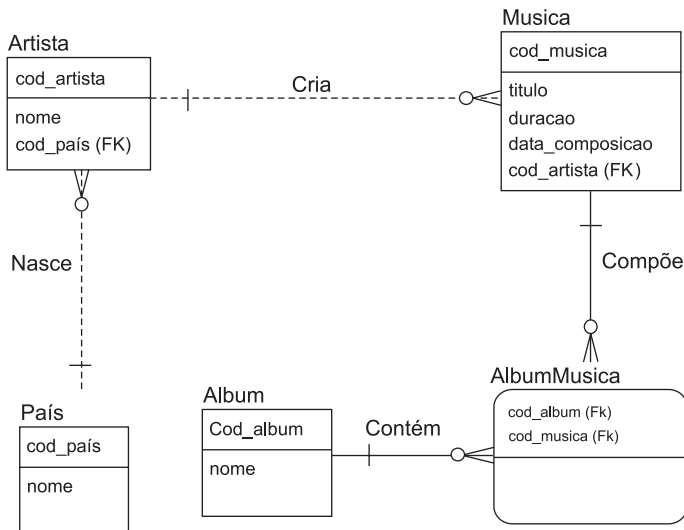 Artista
cod_artista
nome
cod_país (FK)
Cria
Musica
cod_musica
titulo
duracao
data_composicao
cod_artista (FK)
Nasce
Compõe
País
cod_país
nome
Album
Cod_album
nome
Contém
AlbumMusica
cod_album (Fk)
cod_musica (Fk)